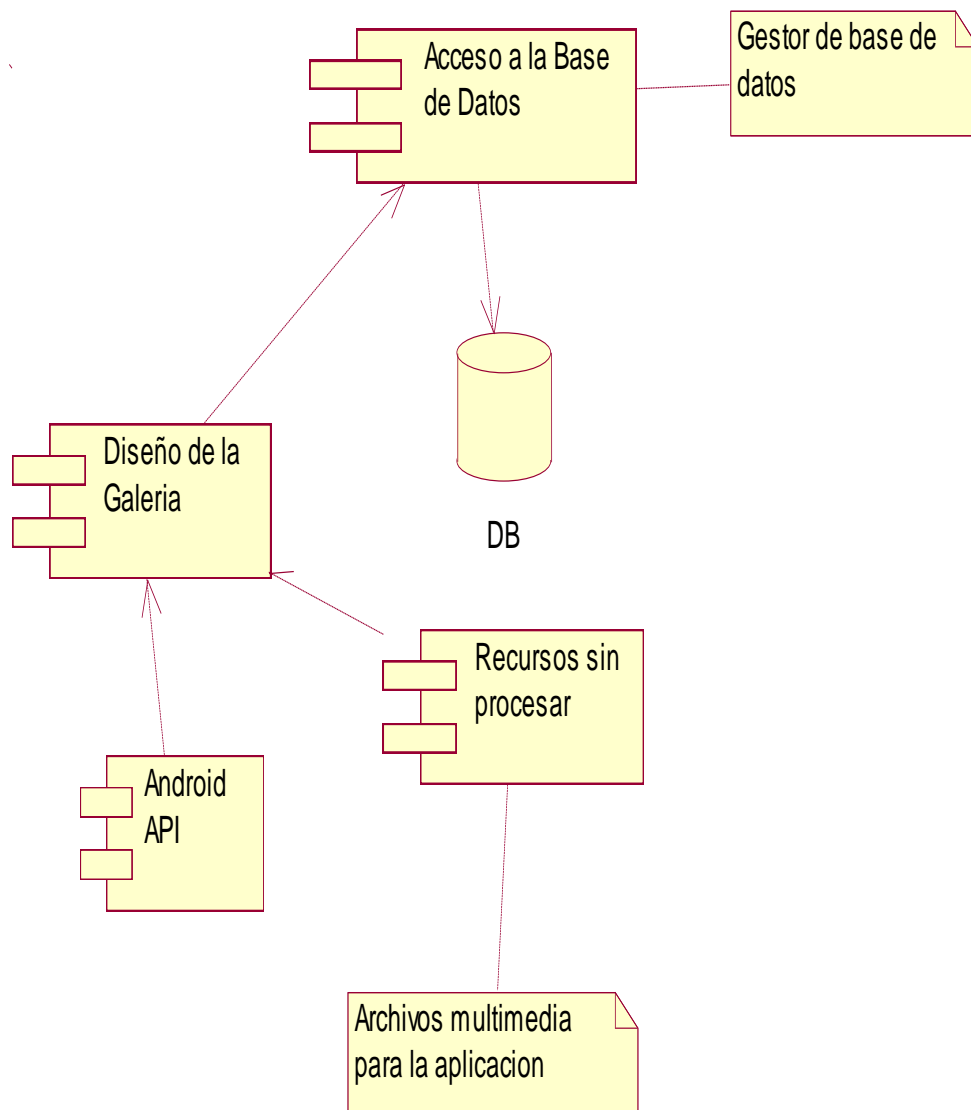 Acceso a la Base
de Datos
Gestor de base de
datos
Diseño de la
Galeria
DB
Recursos sin
procesar
Android
API
Archivos multimedia
para la aplicacion